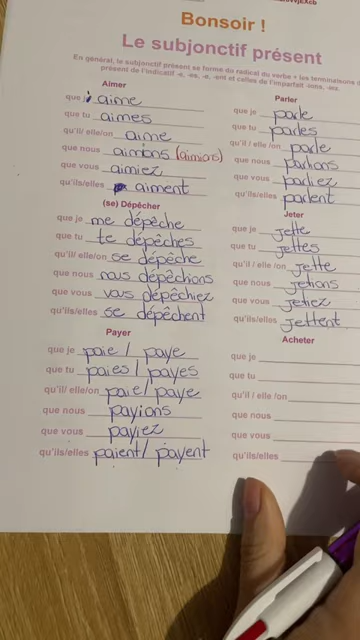 Bonsoir !
Le subjonctif présent
En général, le subjonctif présent se forme du radical du verbe + les terminaisons
présent de l'indicatif -e, -es, -e, -ent et celles de l'imparfait -ions, -iez.
Aimer
que j' aime
que tu aimes
qu'il/ elle/on aime
que nous aimions (aimions)
que vous aimiez
qu'ils/elles aiment
(se) Dépêcher
que je me dépêche
que tu te dépêches
qu'il/ elle/on se dépêche
que nous nous dépêchions
que vous vous dépêchiez
qu'ils/elles se dépêchent
Payer
que je paie / paye
que tu paies / payes
qu'il/ elle/on paie/ paye
que nous payions
que vous payiez
qu'ils/elles paient/ payent
Parler
que je parle
que tu parles
qu'il / elle /on parle
que nous parlions
que vous parliez
qu'ils/elles parlent
Jeter
que je jette
que tu jettes
qu'il / elle /on jette
que nous jetions
que vous jetiez
qu'ils/elles jettent
Acheter
que je
que tu
qu'il / elle /on
que nous
que vous
qu'ils/elles